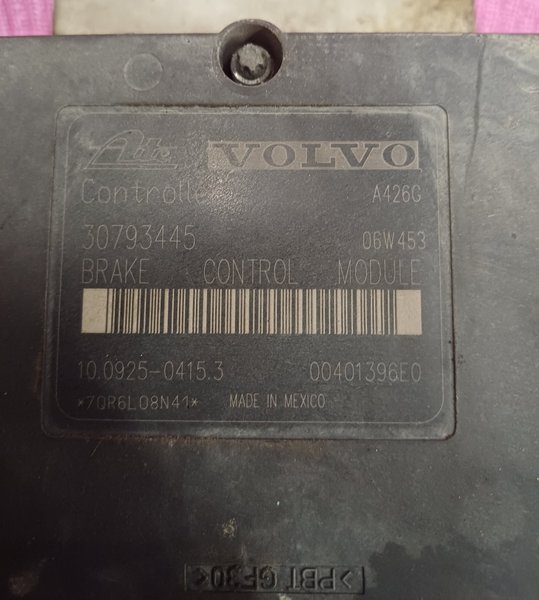 Ate VOLVO
Controller A426G
30793445 06W453
BRAKE CONTROL MODULE
10.0925-0415.3 00401396E0
*7QR6L08N41* MADE IN MEXICO
>PBT GF30<